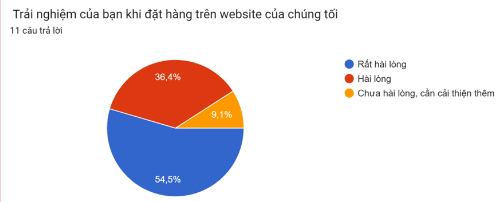 Trải nghiệm của bạn khi đặt hàng trên website của chúng tối
11 câu trả lời
36,4%
9,1%
54,5%
Rất hài lòng
Hài lòng
Chưa hài lòng, cần cải thiện thêm